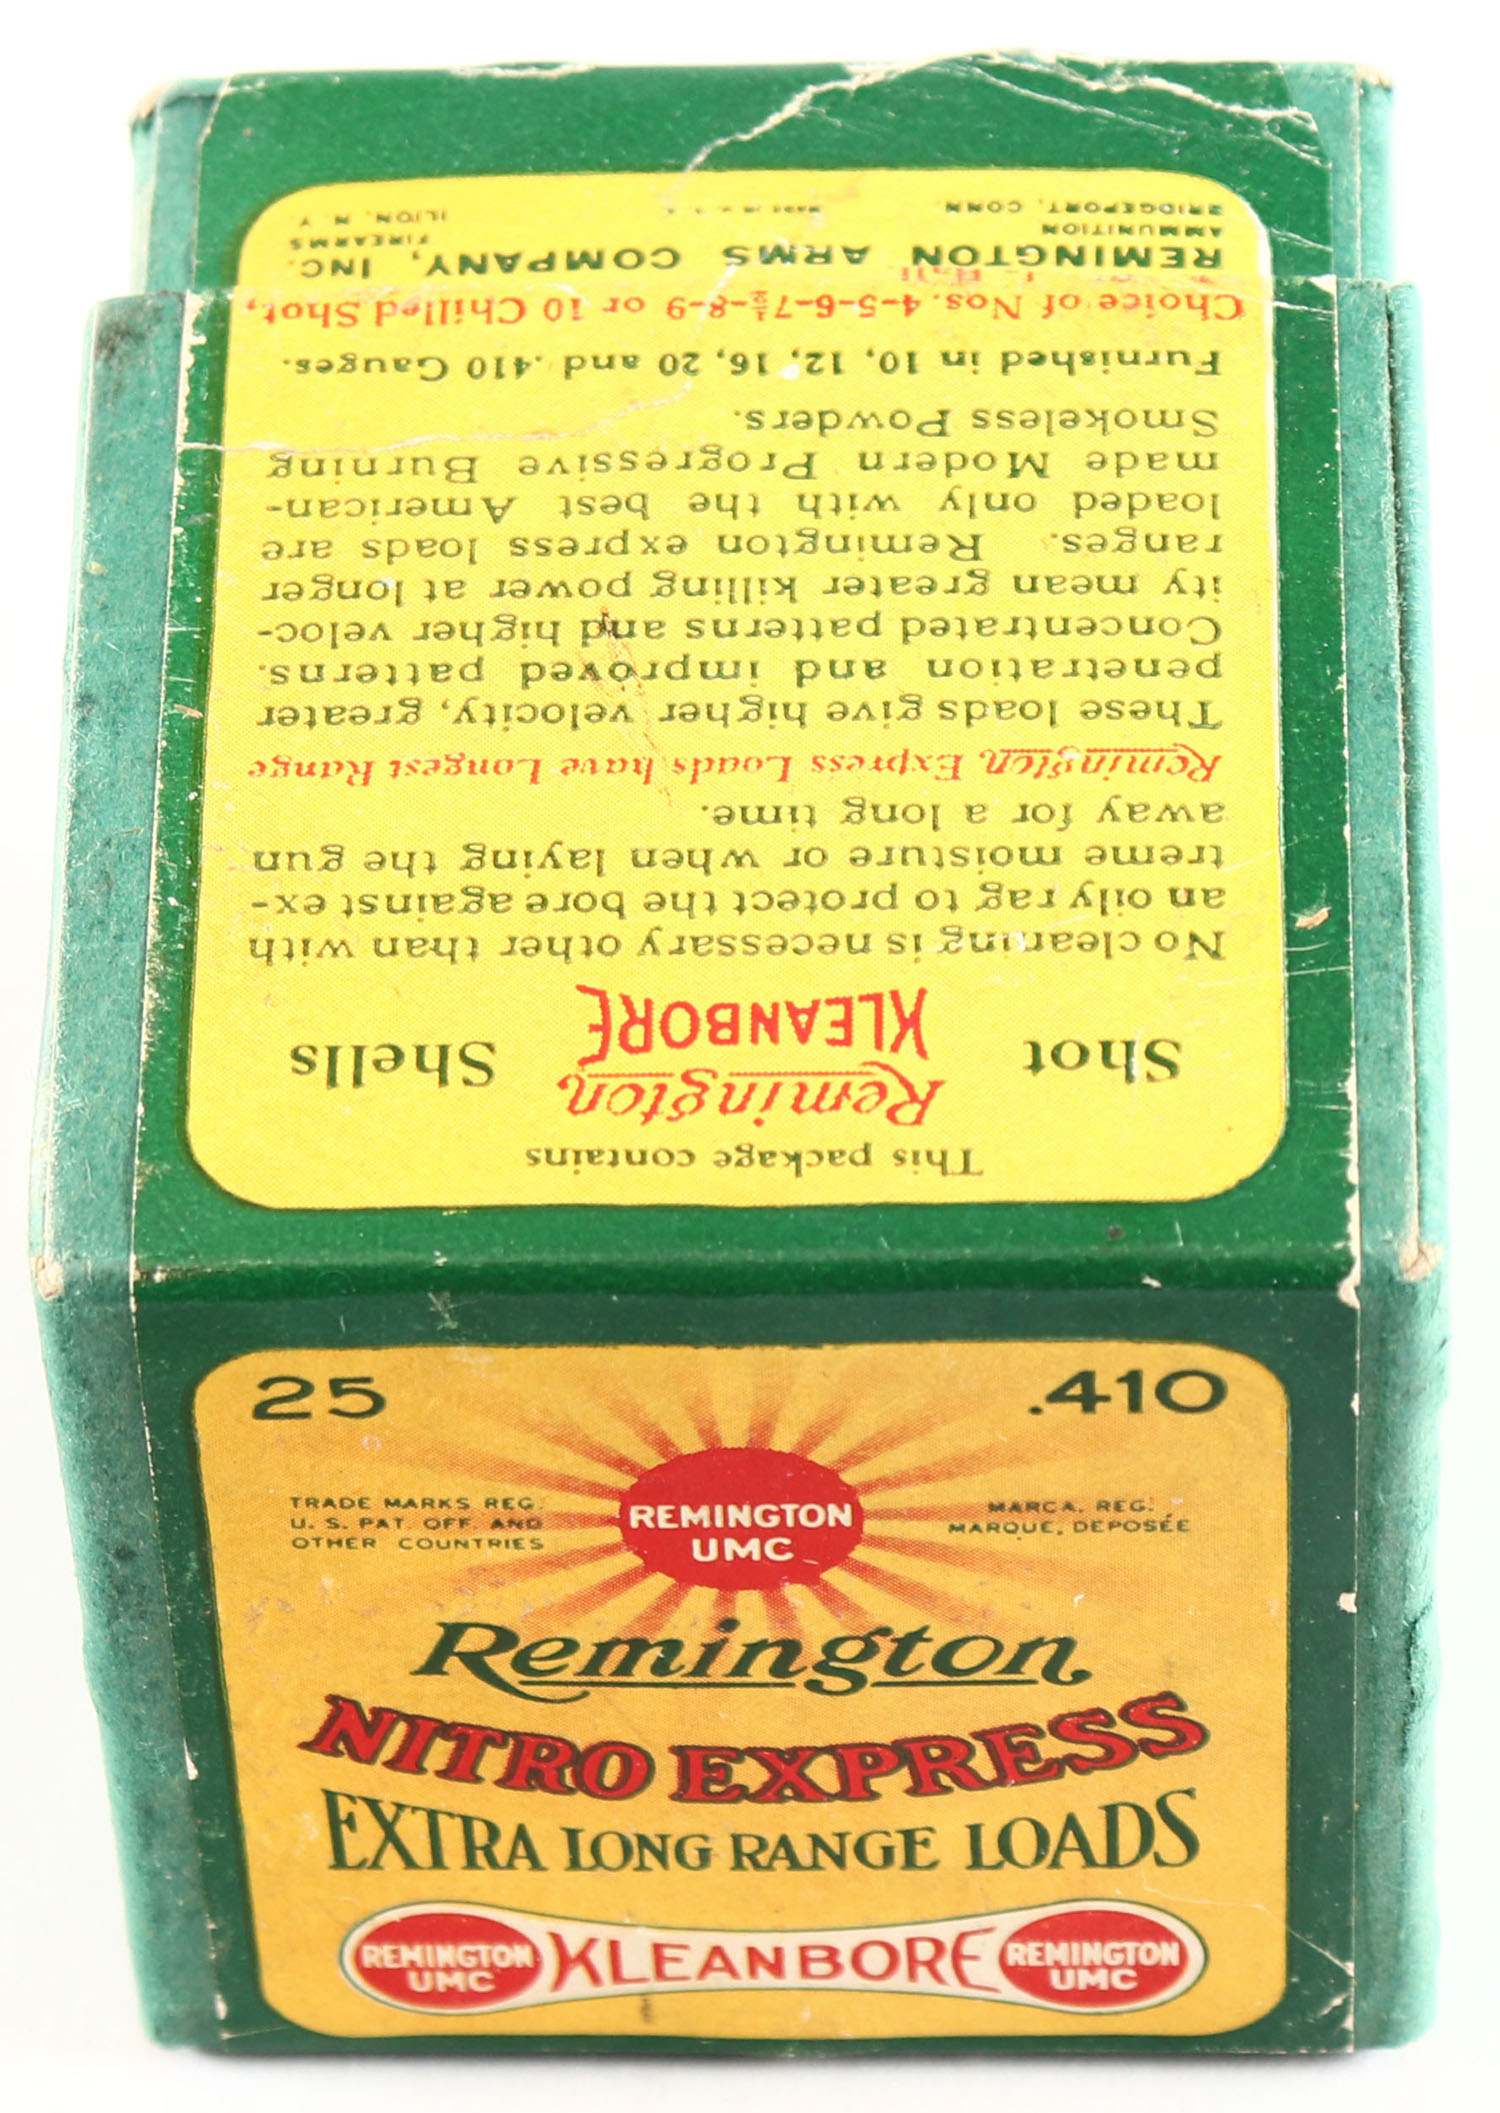 This package contains
Shot Remington Shells
KLEANBORE
No cleaning is necessary other than with
an oily rag to protect the bore against ex-
treme moisture or when laying the gun
away for a long time.
Remington Express Loads have Longest Range
These loads give higher velocity, greater
penetration and improved patterns.
Concentrated patterns and higher veloc-
ity mean greater killing power at longer
ranges. Remington express loads are
loaded only with the best American-
made Modern Progressive Burning
Smokeless Powders.
Furnished in 10, 12, 16, 20 and .410 Gauges.
Choice of Nos. 4-5-6-7½-8-9 or 10 Chilled Shot,
REMINGTON ARMS COMPANY, INC.
AMMUNITION FIREARMS
BRIDGEPORT, CONN. MADE IN U.S.A. ILION, N. Y
25 .410
TRADE MARKS REG.
U. S. PAT. OFF. AND
OTHER COUNTRIES
REMINGTON
UMC
MARCA, REG.
MARQUE, DEPOSÉE
Remington
NITRO EXPRESS
EXTRA LONG RANGE LOADS
REMINGTON
UMC
KLEANBORE
REMINGTON
UMC